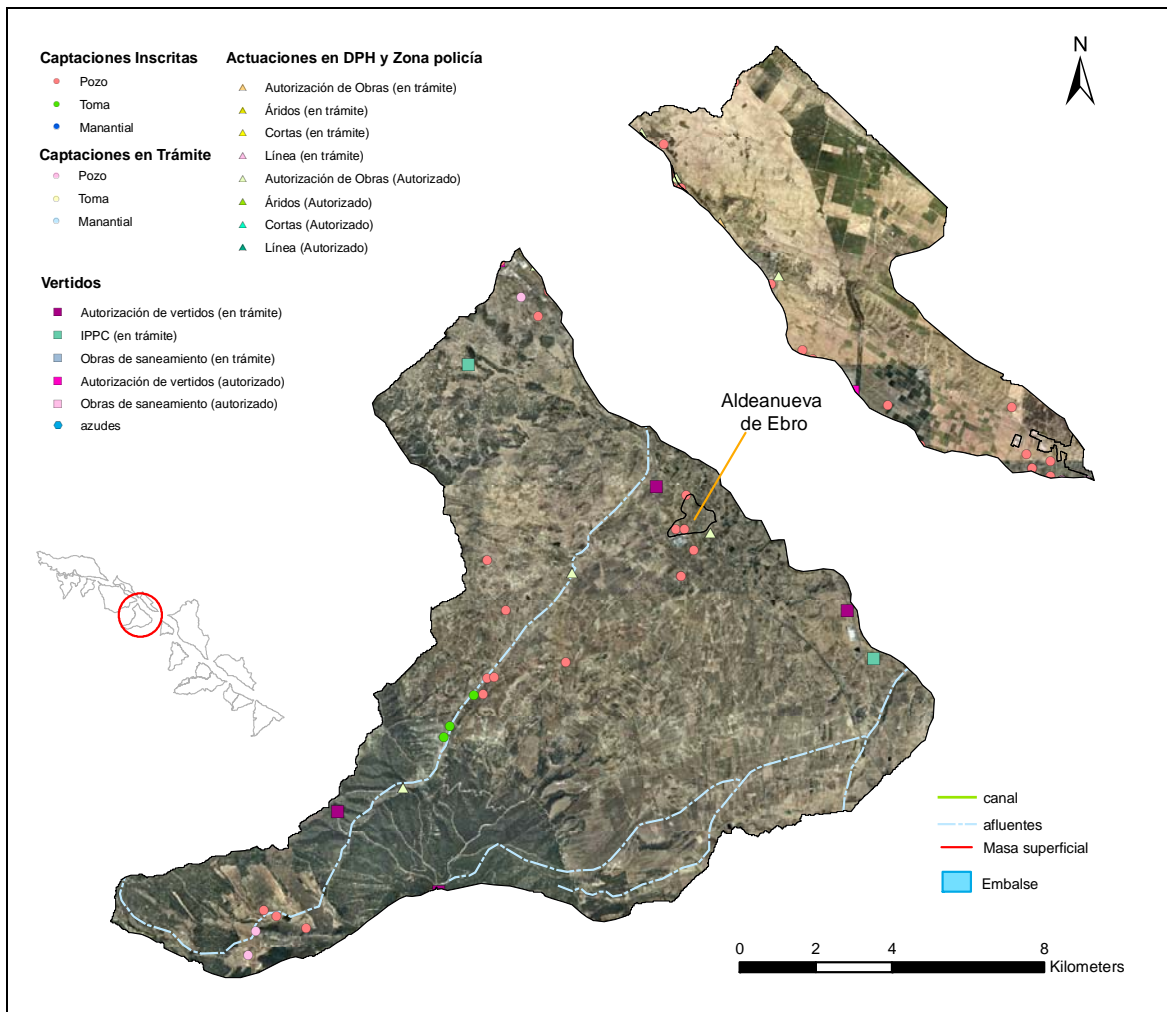 Captaciones Inscritas
Pozo
Toma
Manantial
Captaciones en Trámite
Pozo
Toma
Manantial
Actuaciones en DPH y Zona policía
Autorización de Obras (en trámite)
Áridos (en trámite)
Cortas (en trámite)
Línea (en trámite)
Autorización de Obras (Autorizado)
Áridos (Autorizado)
Cortas (Autorizado)
Línea (Autorizado)
Vertidos
Autorización de vertidos (en trámite)
IPPC (en trámite)
Obras de saneamiento (en trámite)
Autorización de vertidos (autorizado)
Obras de saneamiento (autorizado)
azudes
N
Aldeanueva
de Ebro
canal
afluentes
Masa superficial
Embalse
0 2 4 8
Kilometers